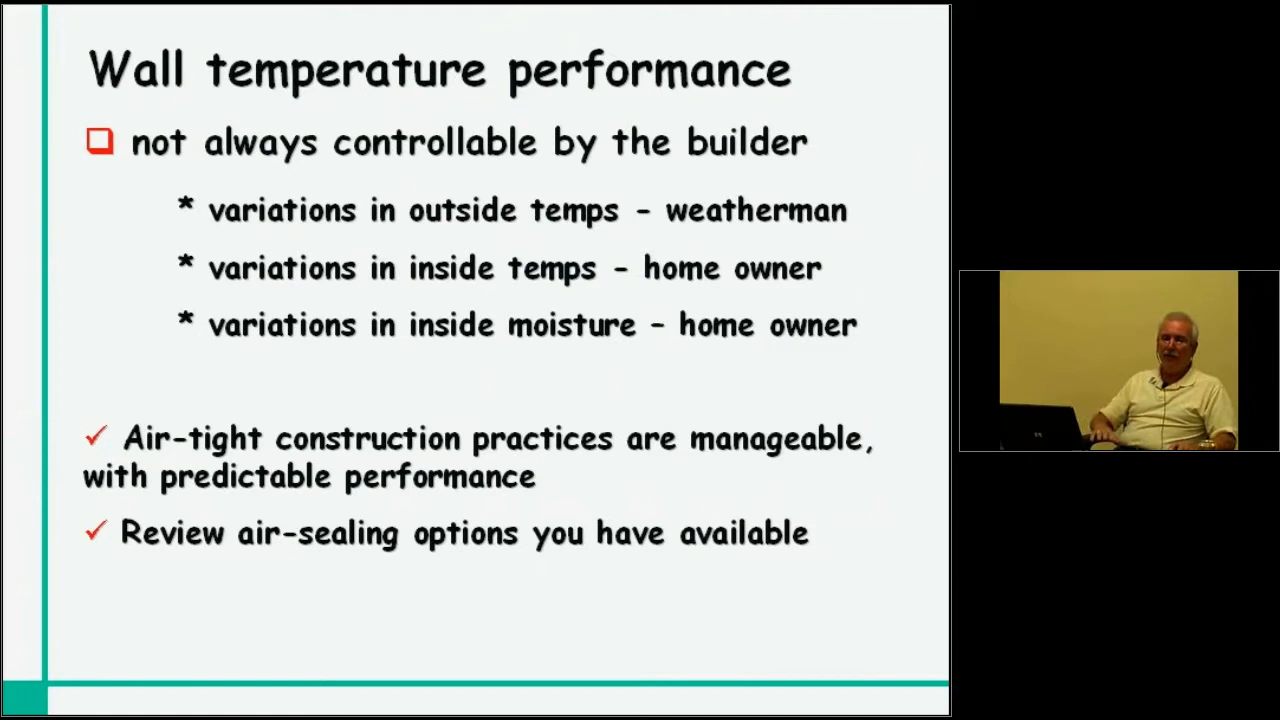 Wall temperature performance
❑ not always controllable by the builder
* variations in outside temps - weatherman
* variations in inside temps - home owner
* variations in inside moisture – home owner
✓ Air-tight construction practices are manageable,
with predictable performance
✓ Review air-sealing options you have available